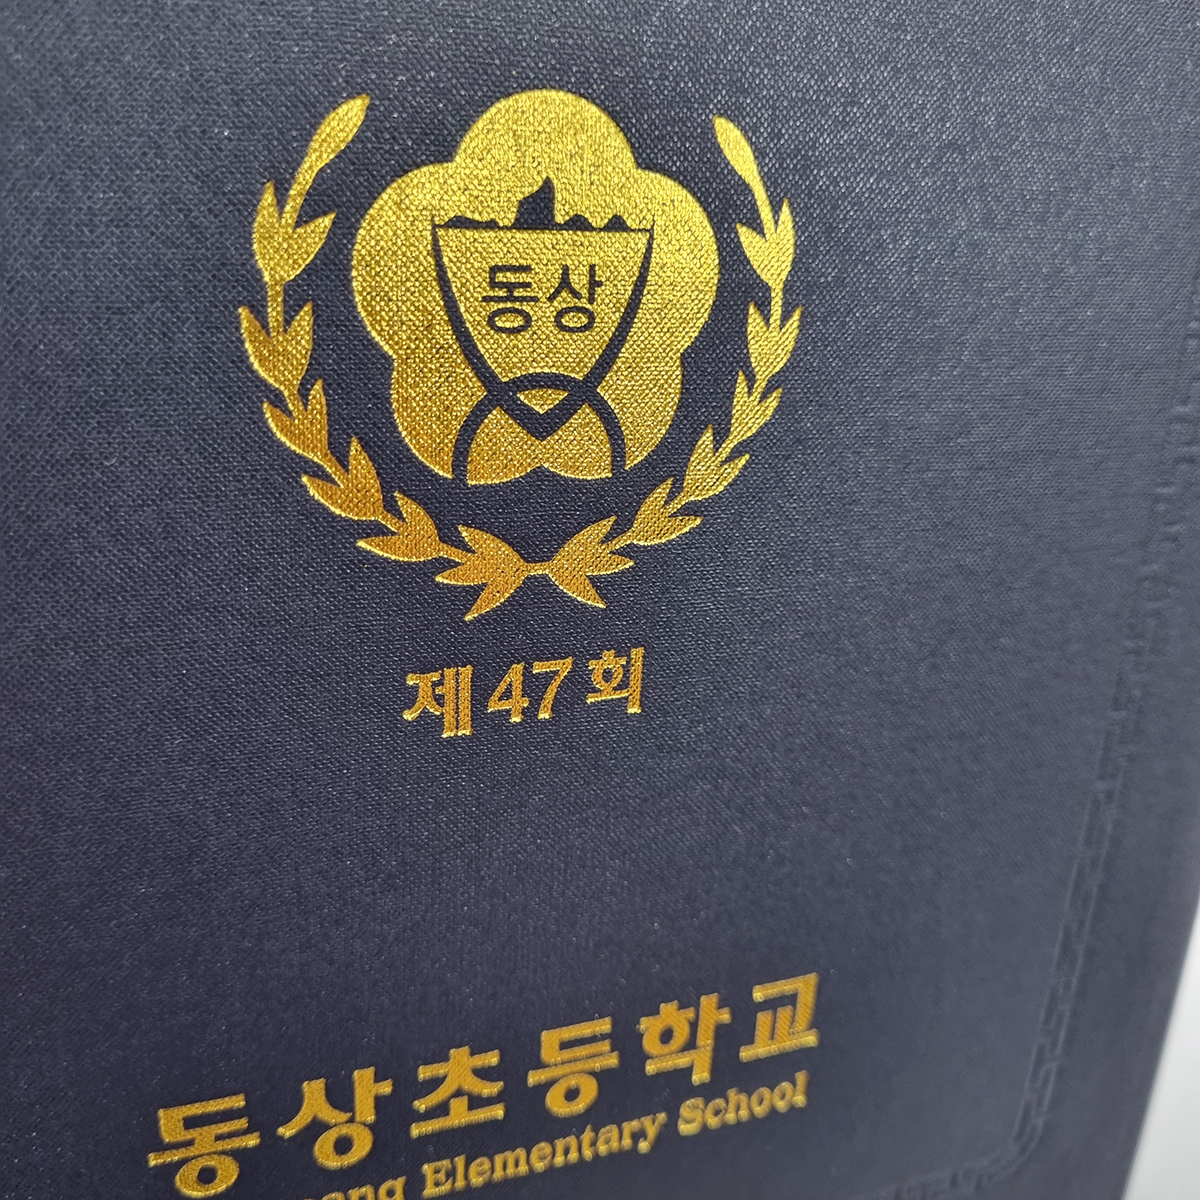 동상
제47회
동상초등학교
Elementary School